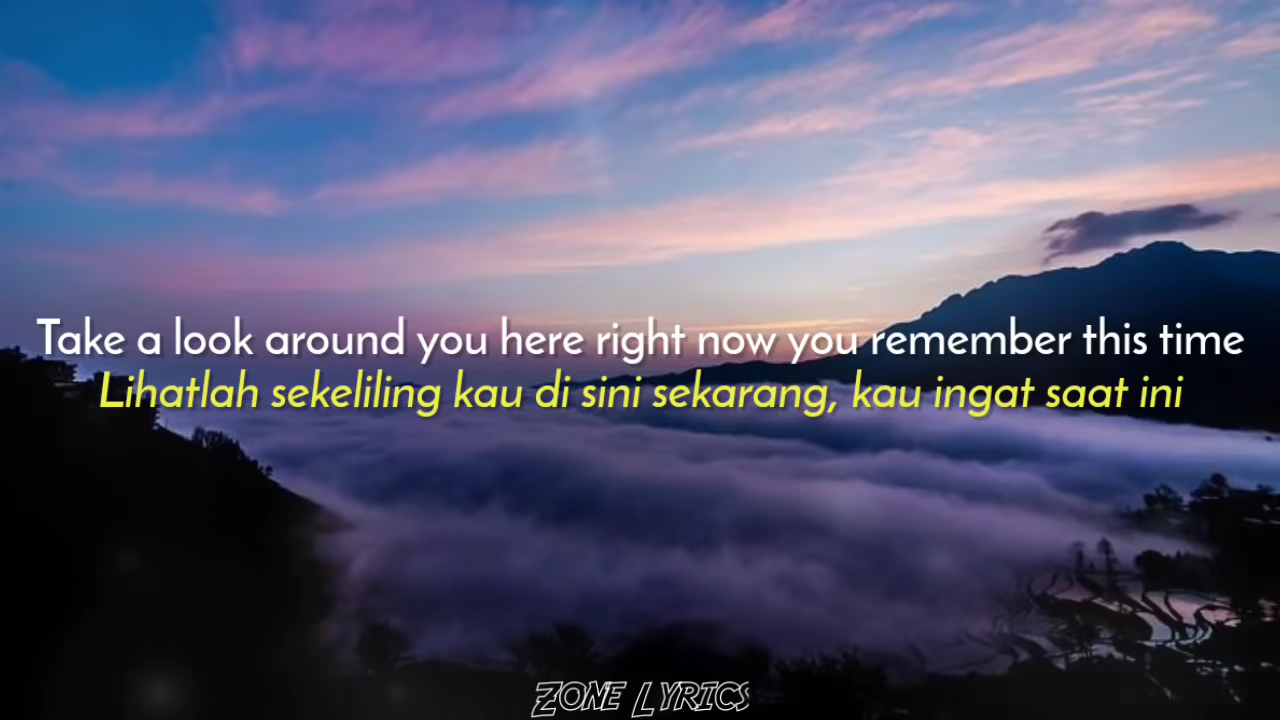 Take a look around you here right now you remember this time
Lihatlah sekeliling kau di sini sekarang, kau ingat saat ini
ZONE LYRICS